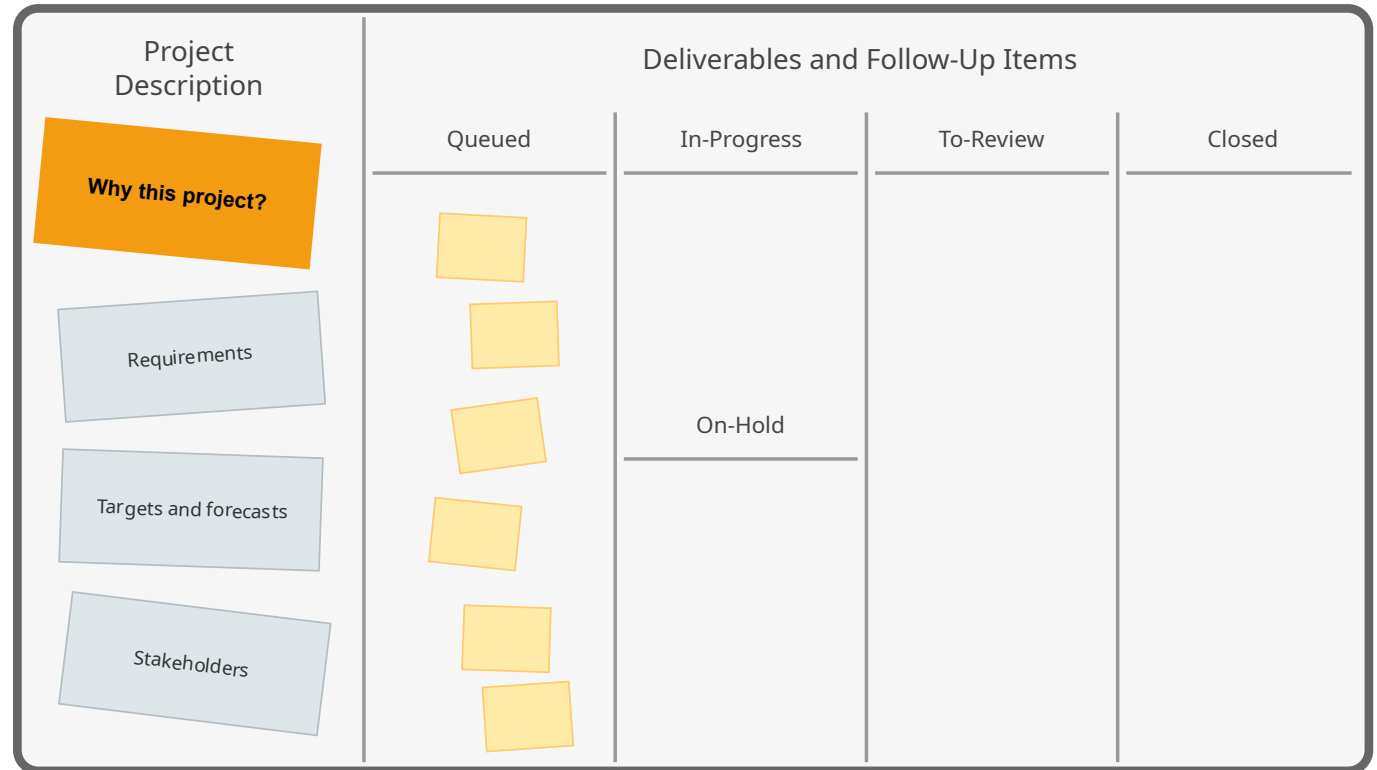 Project
Description
Deliverables and Follow-Up Items
Queued
In-Progress
To-Review
Closed
Why this project?
Requirements
On-Hold
Targets and forecasts
Stakeholders